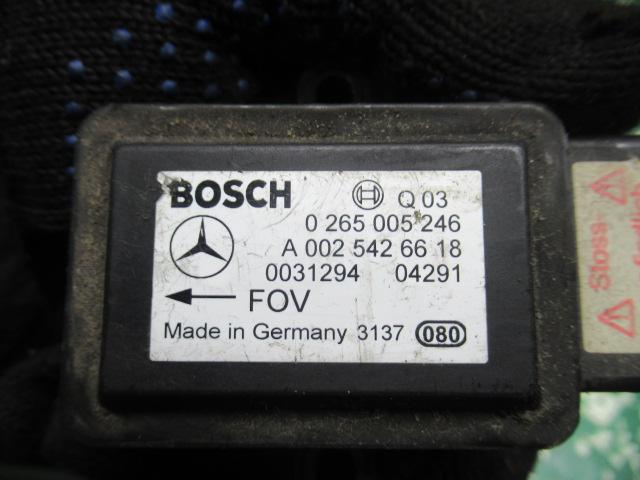 BOSCH Q 03
0 265 005 246
A 002 542 66 18
0031294 04291
FOV
Made in Germany 3137 080
Stoss-